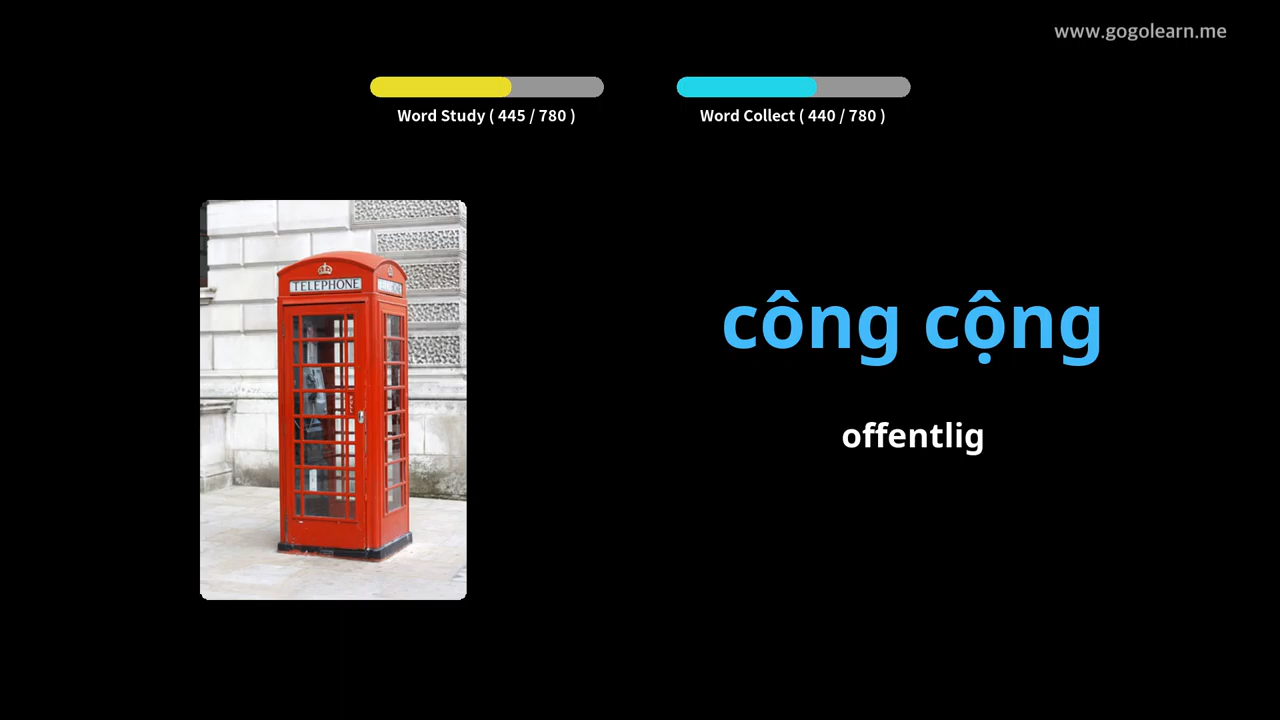 www.gogolearn.me
Word Study ( 445 / 780 )
Word Collect ( 440 / 780 )
TELEPHONE
công cộng
offentlig